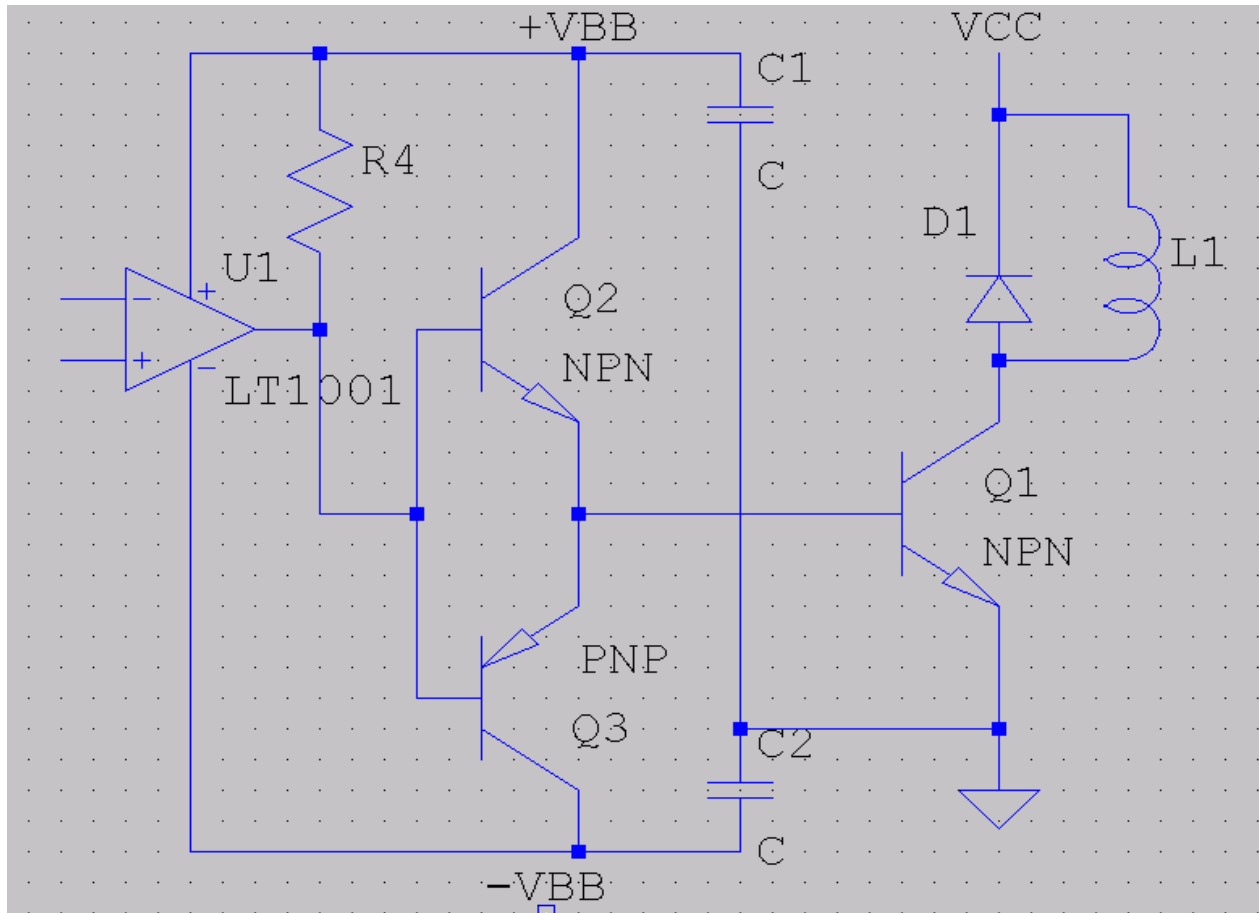 +VBB
VCC
C1
R4
C
D1
U1
L1
+
Q2
−
+
−
NPN
LT1001
Q1
NPN
PNP
Q3
C2
C
-VBB